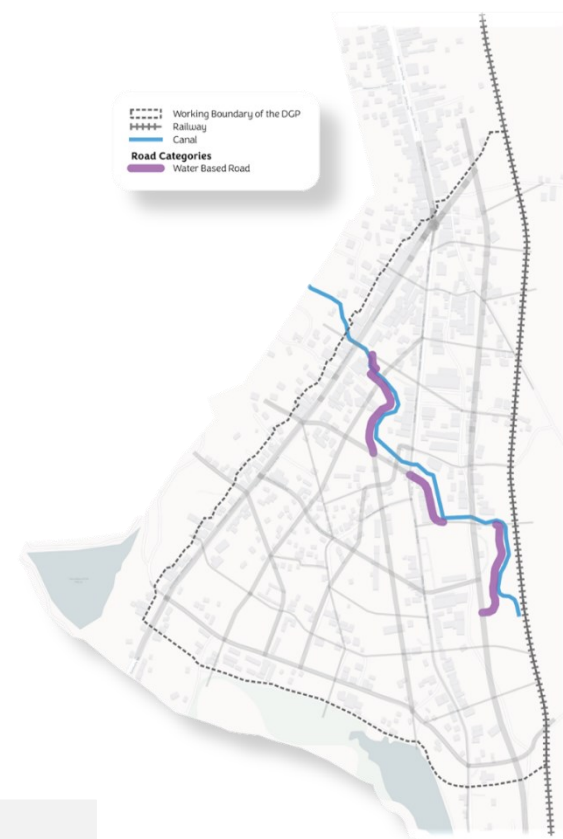 Working Boundary of the DGP
Railway
Canal
Road Categories
Water Based Road